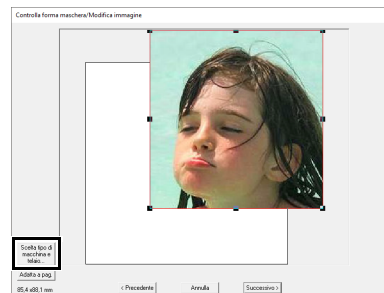 Controlla forma maschera/Modifica immagine
Scelta tipo di
macchina e
telaio...
Adatta a pag.
85,4 x88,1 mm
< Precedente
Annulla
Successivo >